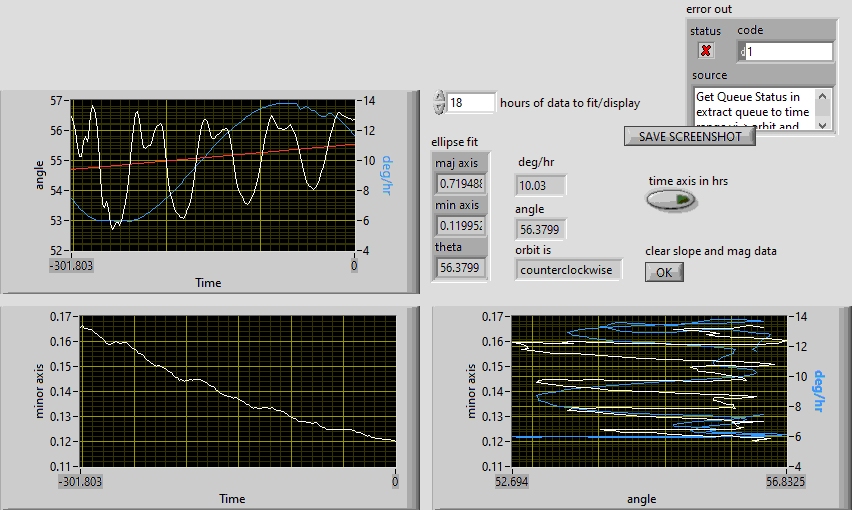 error out
status code
d1
source
Get Queue Status in
extract queue to time
SAVE SCREENSHOT
18 hours of data to fit/display
ellipse fit
maj axis
0.719488
min axis
0.119952
theta
56.3799
deg/hr
10.03
angle
56.3799
orbit is
counterclockwise
time axis in hrs
clear slope and mag data
OK
57
56
55
54
53
52
angle
14
12
10
8
6
4
deg/hr
-301.803 0
Time
0.17
0.16
0.15
0.14
0.13
0.12
0.11
minor axis
-301.803 0
Time
0.17
0.16
0.15
0.14
0.13
0.12
0.11
minor axis
14
12
10
8
6
4
deg/hr
52.694 56.8325
angle